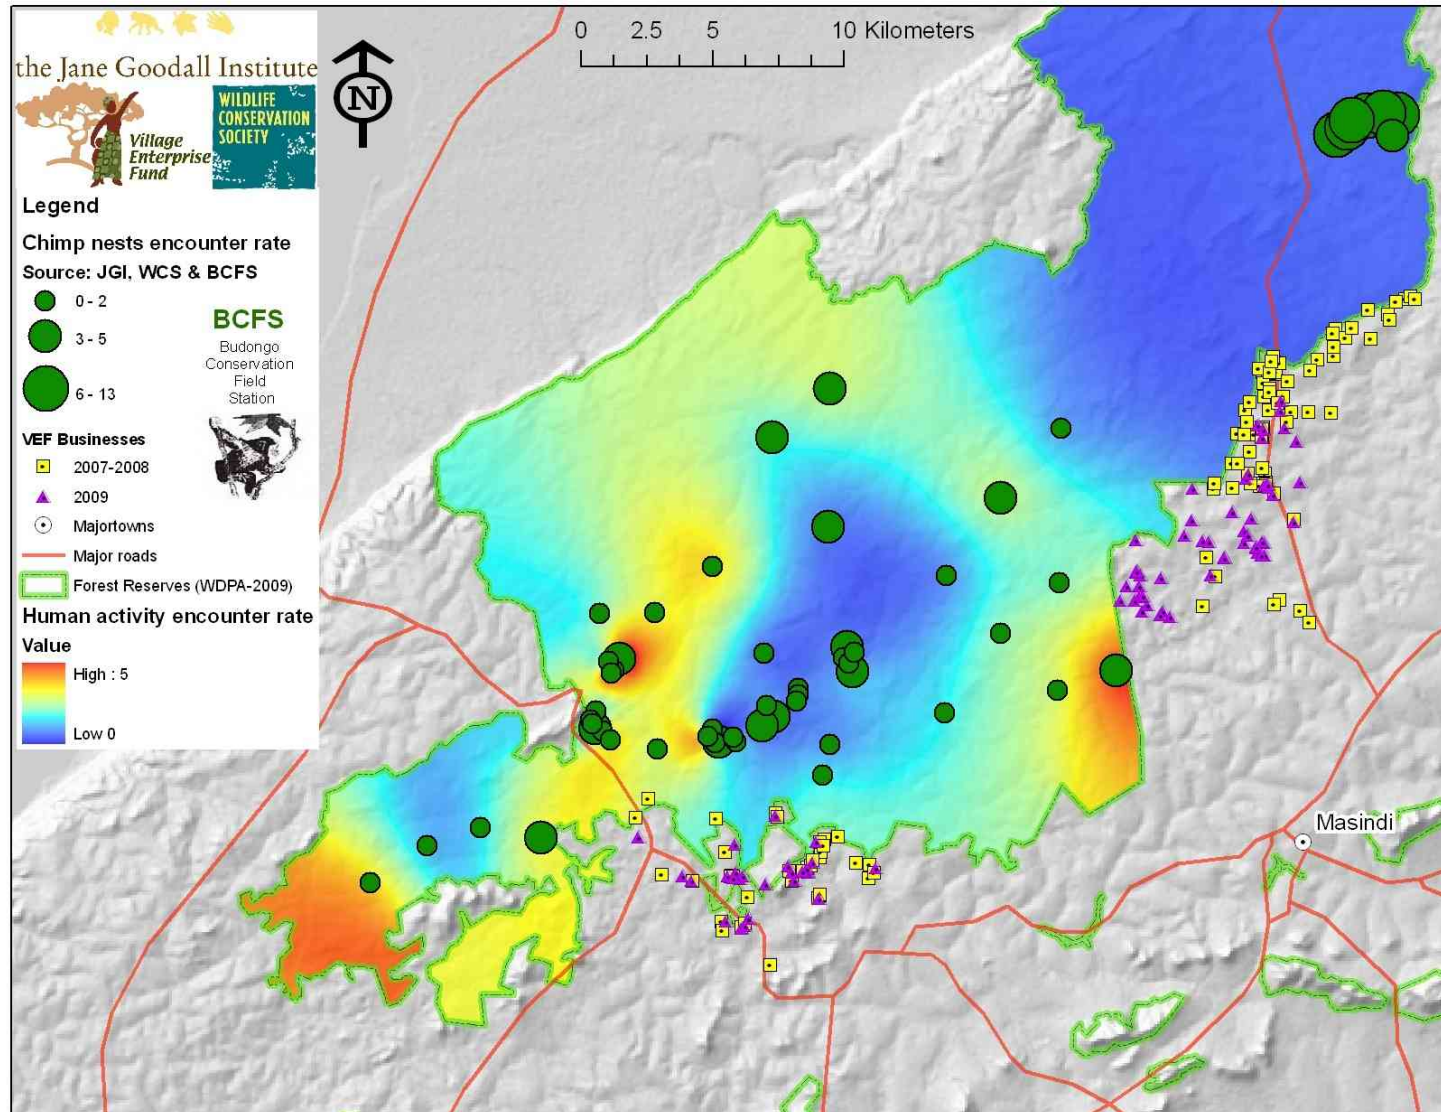 the Jane Goodall Institute
Village
Enterprise
Fund
WILDLIFE
CONSERVATION
SOCIETY
N
0 2.5 5 10 Kilometers
Legend
Chimp nests encounter rate
Source: JGI, WCS & BCFS
0 - 2
3 - 5
6 - 13
BCFS
Budongo
Conservation
Field
Station
VEF Businesses
2007-2008
2009
Majortowns
Major roads
Forest Reserves (WDPA-2009)
Human activity encounter rate
Value
High : 5
Low 0
Masindi